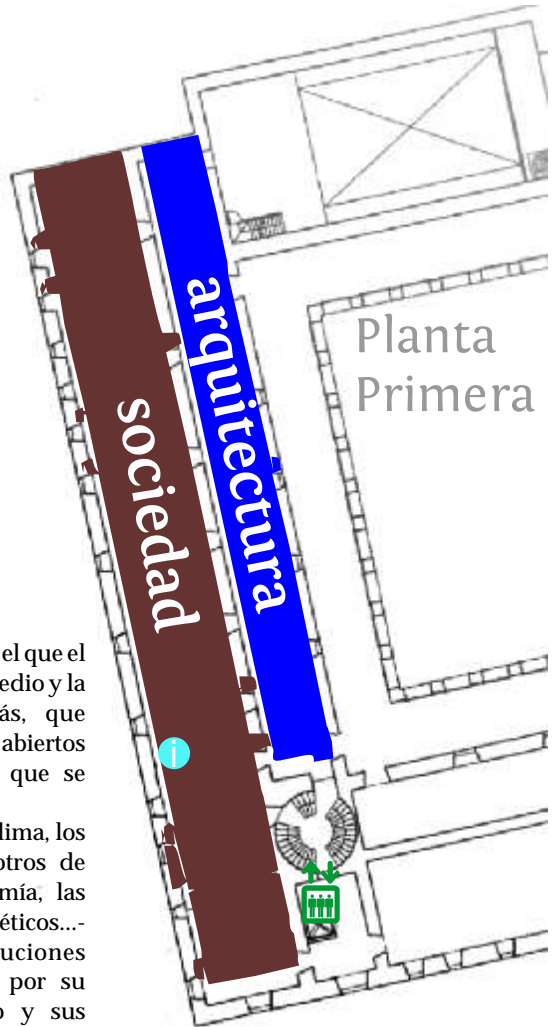 Planta
Primera
arquitectura
sociedad
i
el que el
edio y la
ás, que
abiertos
que se
lima, los
otros de
mía, las
éticos...-
uciones
por su
o y sus